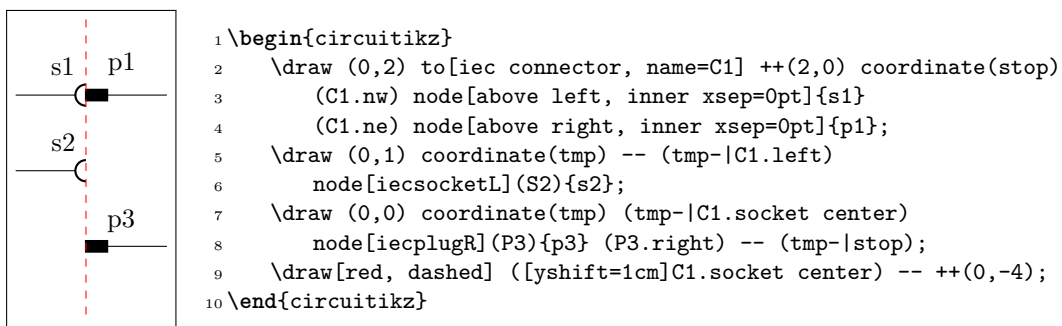 s1 p1
s2
p3
1 \begin{circuitikz}
2 \draw (0,2) to[iec connector, name=C1] ++(2,0) coordinate(stop)
3 (C1.nw) node[above left, inner xsep=0pt]{s1}
4 (C1.ne) node[above right, inner xsep=0pt]{p1};
5 \draw (0,1) coordinate(tmp) -- (tmp-|C1.left)
6 node[iecsocketL](S2){s2};
7 \draw (0,0) coordinate(tmp) (tmp-|C1.socket center)
8 node[iecplugR](P3){p3} (P3.right) -- (tmp-|stop);
9 \draw[red, dashed] ([yshift=1cm]C1.socket center) -- ++(0,-4);
10 \end{circuitikz}